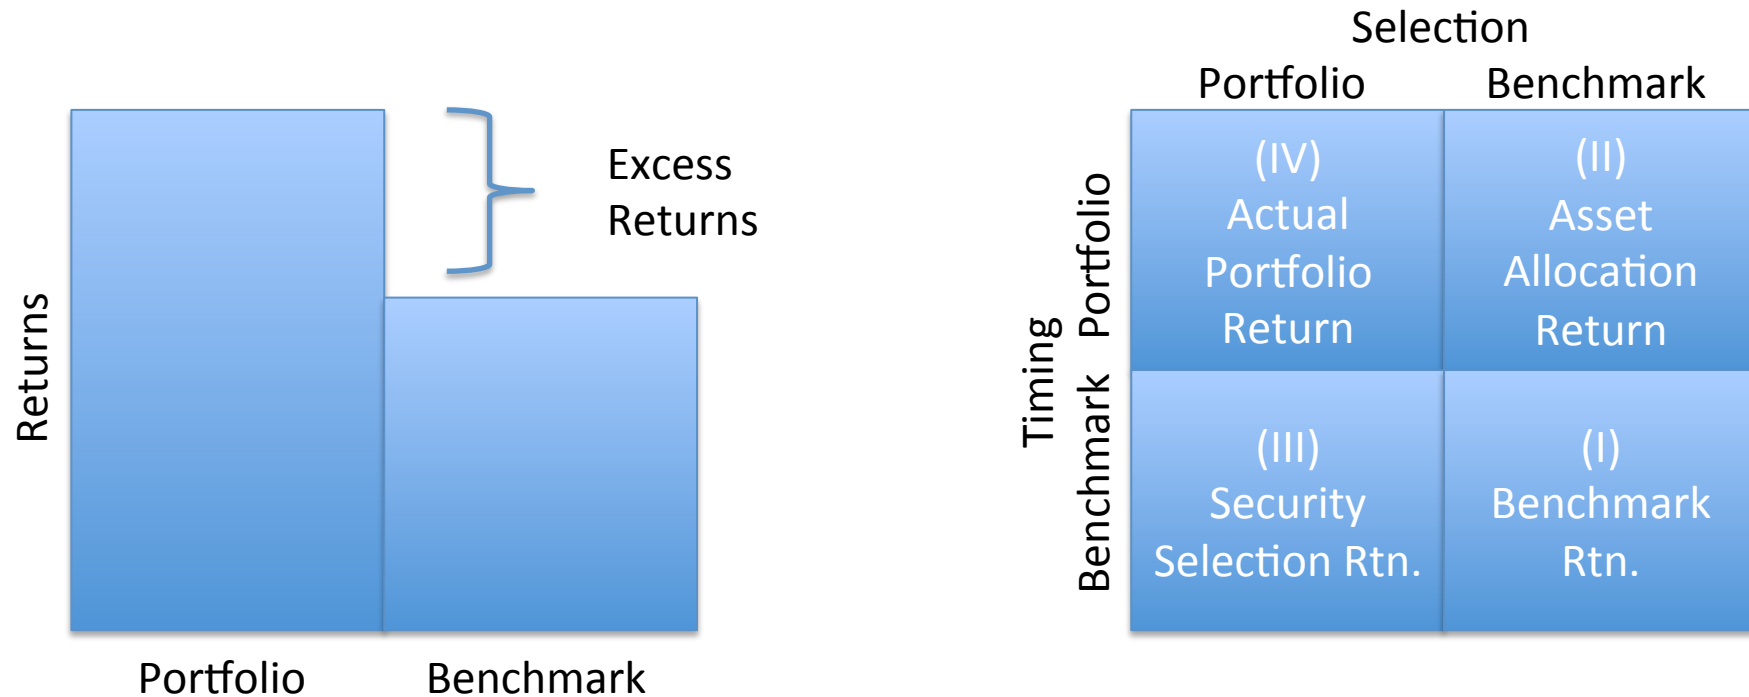 Returns
Excess
Returns
Portfolio
Benchmark
Selection
Portfolio
Benchmark
Timing
Portfolio
Benchmark
(IV)
Actual
Portfolio
Return
(II)
Asset
Allocation
Return
(III)
Security
Selection Rtn.
(I)
Benchmark
Rtn.